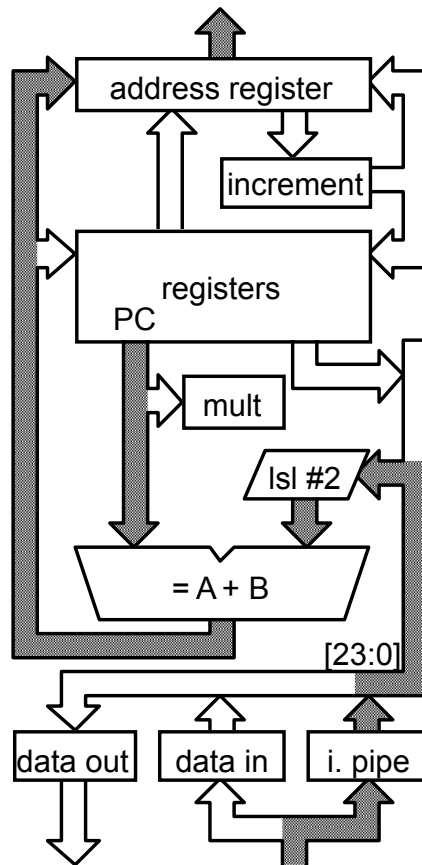 address register
increment
registers
PC
mult
lsl #2
= A + B
[23:0]
data out
data in
i. pipe